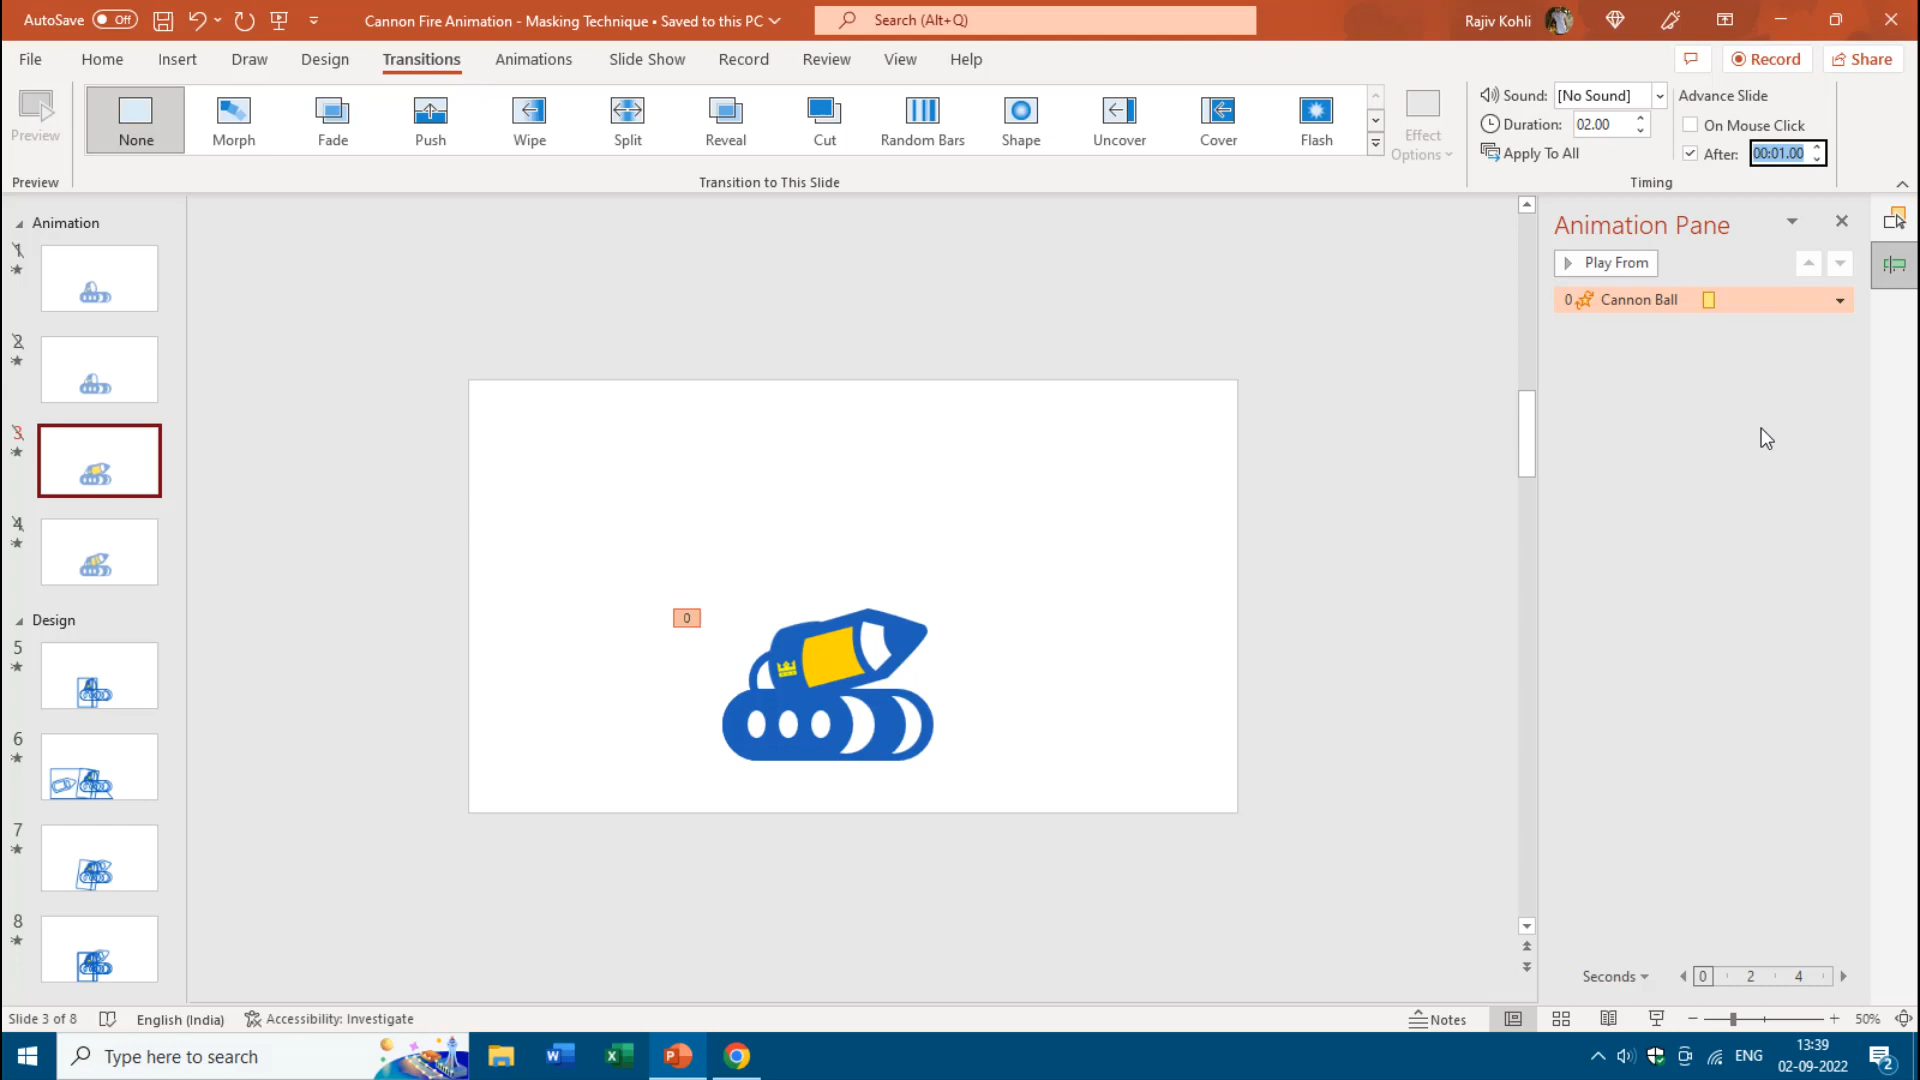 AutoSave Off Cannon Fire Animation - Masking Technique • Saved to this PC Search (Alt+Q) Rajiv Kohli
File Home Insert Draw Design Transitions Animations Slide Show Record Review View Help Record Share
Preview
None Morph Fade Push Wipe Split Reveal Cut Random Bars Shape Uncover Cover Flash
Effect Options
Sound: [No Sound] Advance Slide
Duration: 02.00 On Mouse Click
Apply To All After: 00:01.00
Preview Transition to This Slide Timing
Animation
1
2
3
4
Design
5
6
7
8
0
Animation Pane
Play From
0 Cannon Ball
Seconds 0 2 4
Slide 3 of 8 English (India) Accessibility: Investigate Notes 50%
Type here to search ENG 13:39
02-09-2022 2